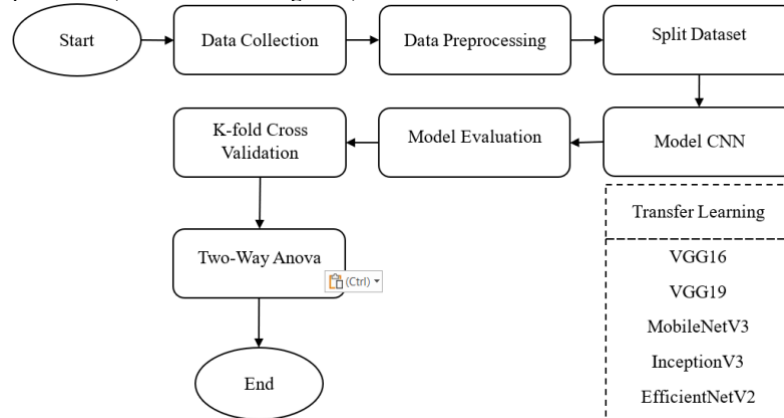 Start
Data Collection
Data Preprocessing
Split Dataset
K-fold Cross
Validation
Model Evaluation
Model CNN
Transfer Learning
Two-Way Anova
(Ctrl)
VGG16
VGG19
MobileNetV3
InceptionV3
EfficientNetV2
End